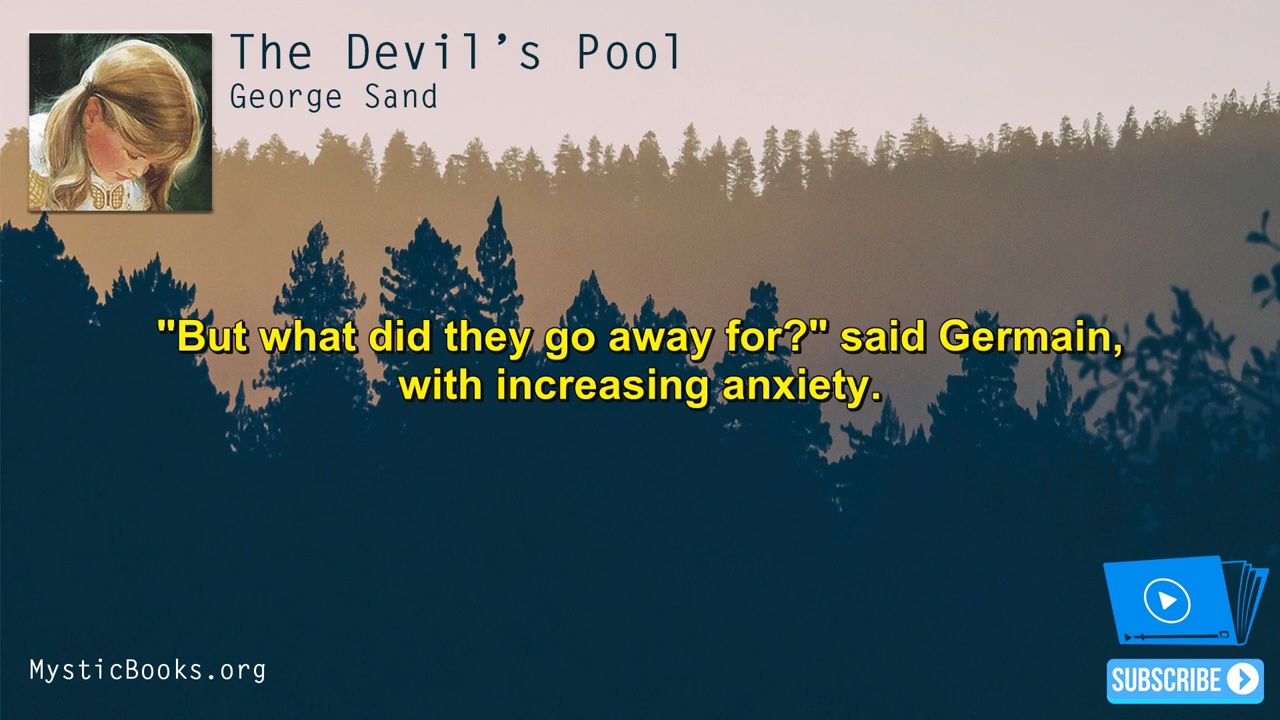 The Devil's Pool
George Sand
"But what did they go away for?" said Germain,
with increasing anxiety.
MysticBooks.org
SUBSCRIBE